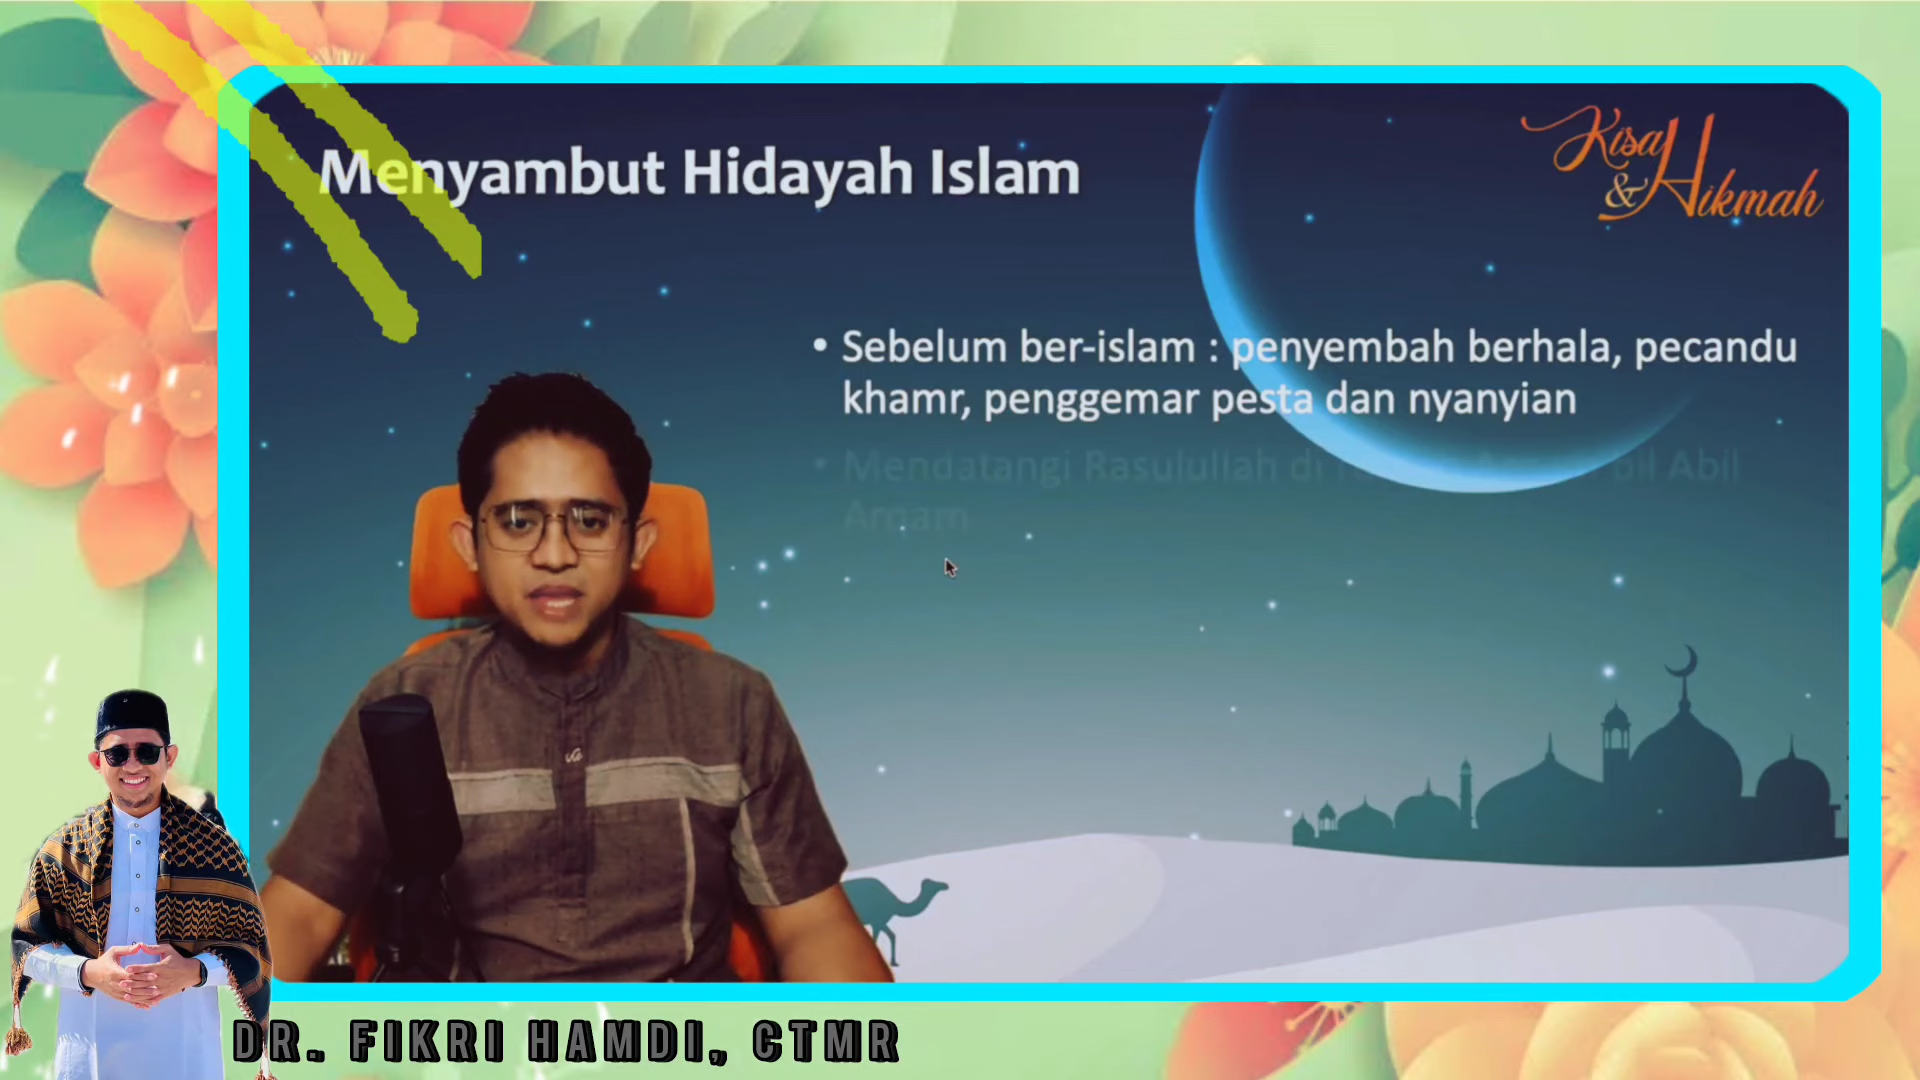 Menyambut Hidayah Islam
Kisah
& Hikmah
• Sebelum ber-islam : penyembah berhala, pecandu
khamr, penggemar pesta dan nyanyian
• Mendatangi Rasulullah di Abil
DR. FIKRI HAMDI, CTMR